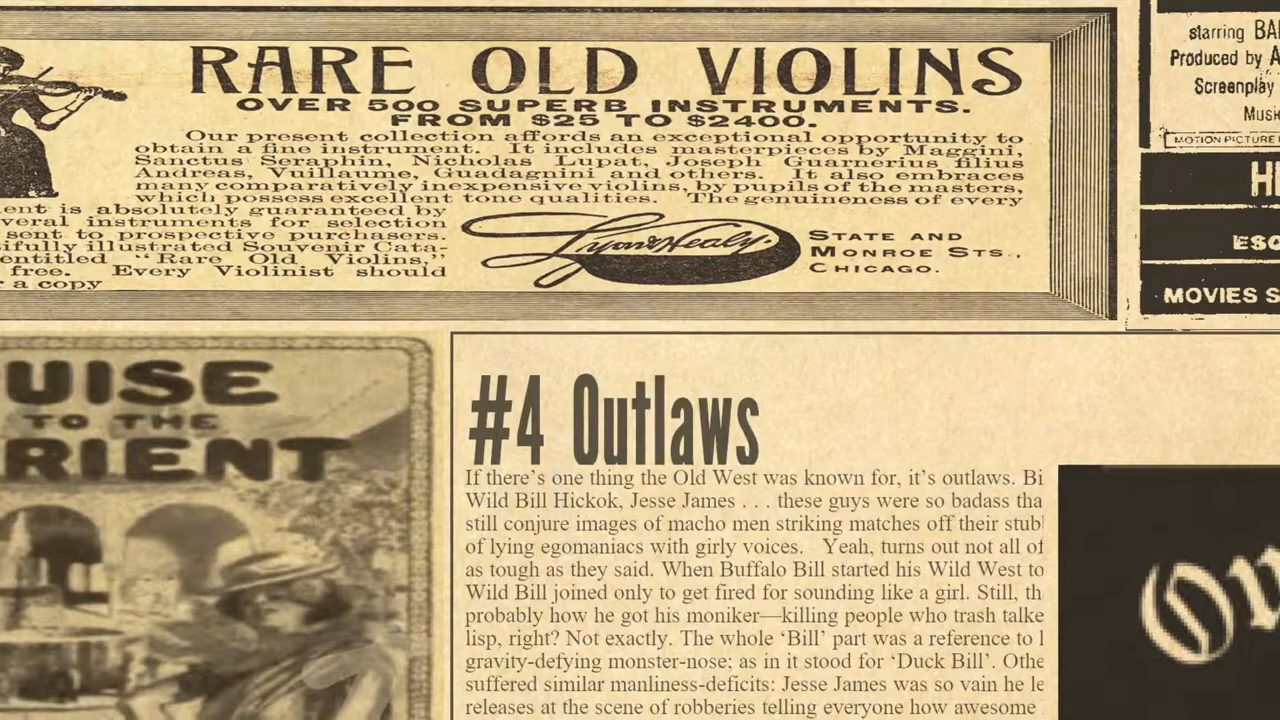 RARE OLD VIOLINS
OVER 500 SUPERB INSTRUMENTS.
FROM $25 TO $2400.
Our present collection affords an exceptional opportunity to
obtain a fine instrument. It includes masterpieces by Maggini,
Sanctus Seraphin, Nicholas Lupat, Joseph Guarnerius filius
Andreas, Vuillaume, Guadagnini and others. It also embraces
many comparatively inexpensive violins, by pupils of the masters,
which possess excellent tone qualities. The genuineness of every
ent is absolutely guaranteed by
veral instruments for selection
sent to prospective purchasers.
ifully illustrated Souvenir Cata-
entitled "Rare Old Violins,"
free. Every Violinist should
r a copy
Lyon & Healy.
STATE AND
MONROE STS.,
CHICAGO.
starring BA
Produced by A
Screenplay
Musi
MOTION PICTURE
H
ESC
MOVIES S
UISE
TO THE
RIENT
#4 Outlaws
If there's one thing the Old West was known for, it's outlaws. Bi
Wild Bill Hickok, Jesse James . . . these guys were so badass tha
still conjure images of macho men striking matches off their stub
of lying egomaniacs with girly voices. Yeah, turns out not all of
as tough as they said. When Buffalo Bill started his Wild West to
Wild Bill joined only to get fired for sounding like a girl. Still, th
probably how he got his moniker—killing people who trash talke
lisp, right? Not exactly. The whole 'Bill' part was a reference to l
gravity-defying monster-nose; as in it stood for 'Duck Bill'. Othe
suffered similar manliness-deficits: Jesse James was so vain he le
releases at the scene of robberies telling everyone how awesome
On